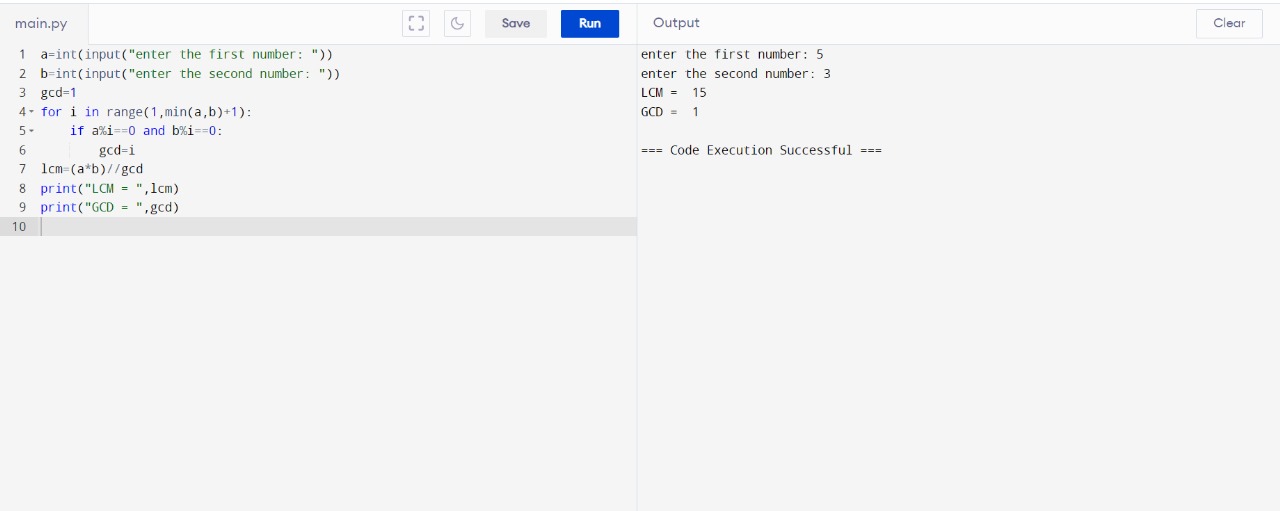 main.py
Save
Run
Output
Clear
1 a=int(input("enter the first number: "))
2 b=int(input("enter the second number: "))
3 gcd=1
4 for i in range(1,min(a,b)+1):
5     if a%i==0 and b%i==0:
6         gcd=i
7 lcm=(a*b)//gcd
8 print("LCM = ",lcm)
9 print("GCD = ",gcd)
10
enter the first number: 5
enter the second number: 3
LCM =  15
GCD =  1
=== Code Execution Successful ===